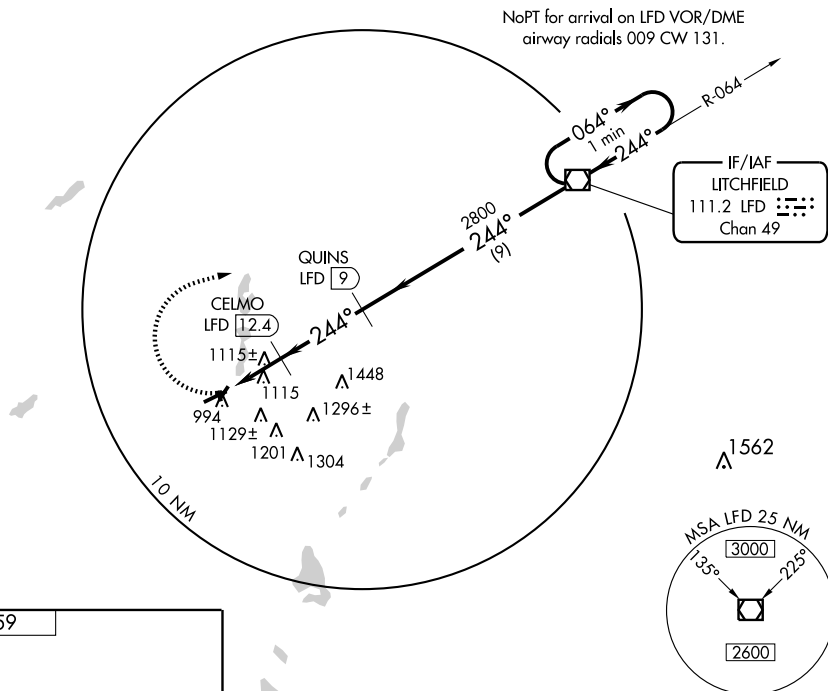 NoPT for arrival on LFD VOR/DME
airway radials 009 CW 131.
R-064
064°
1 min
244°
IF/IAF
LITCHFIELD
111.2 LFD
Chan 49
2800
244°
(9)
QUINS
LFD 9
CELMO
LFD 12.4
244°
1115±
1115
1448
994
1129±
1296±
1201
1304
10 NM
1562
MSA LFD 25 NM
3000
135°
225°
2600
59